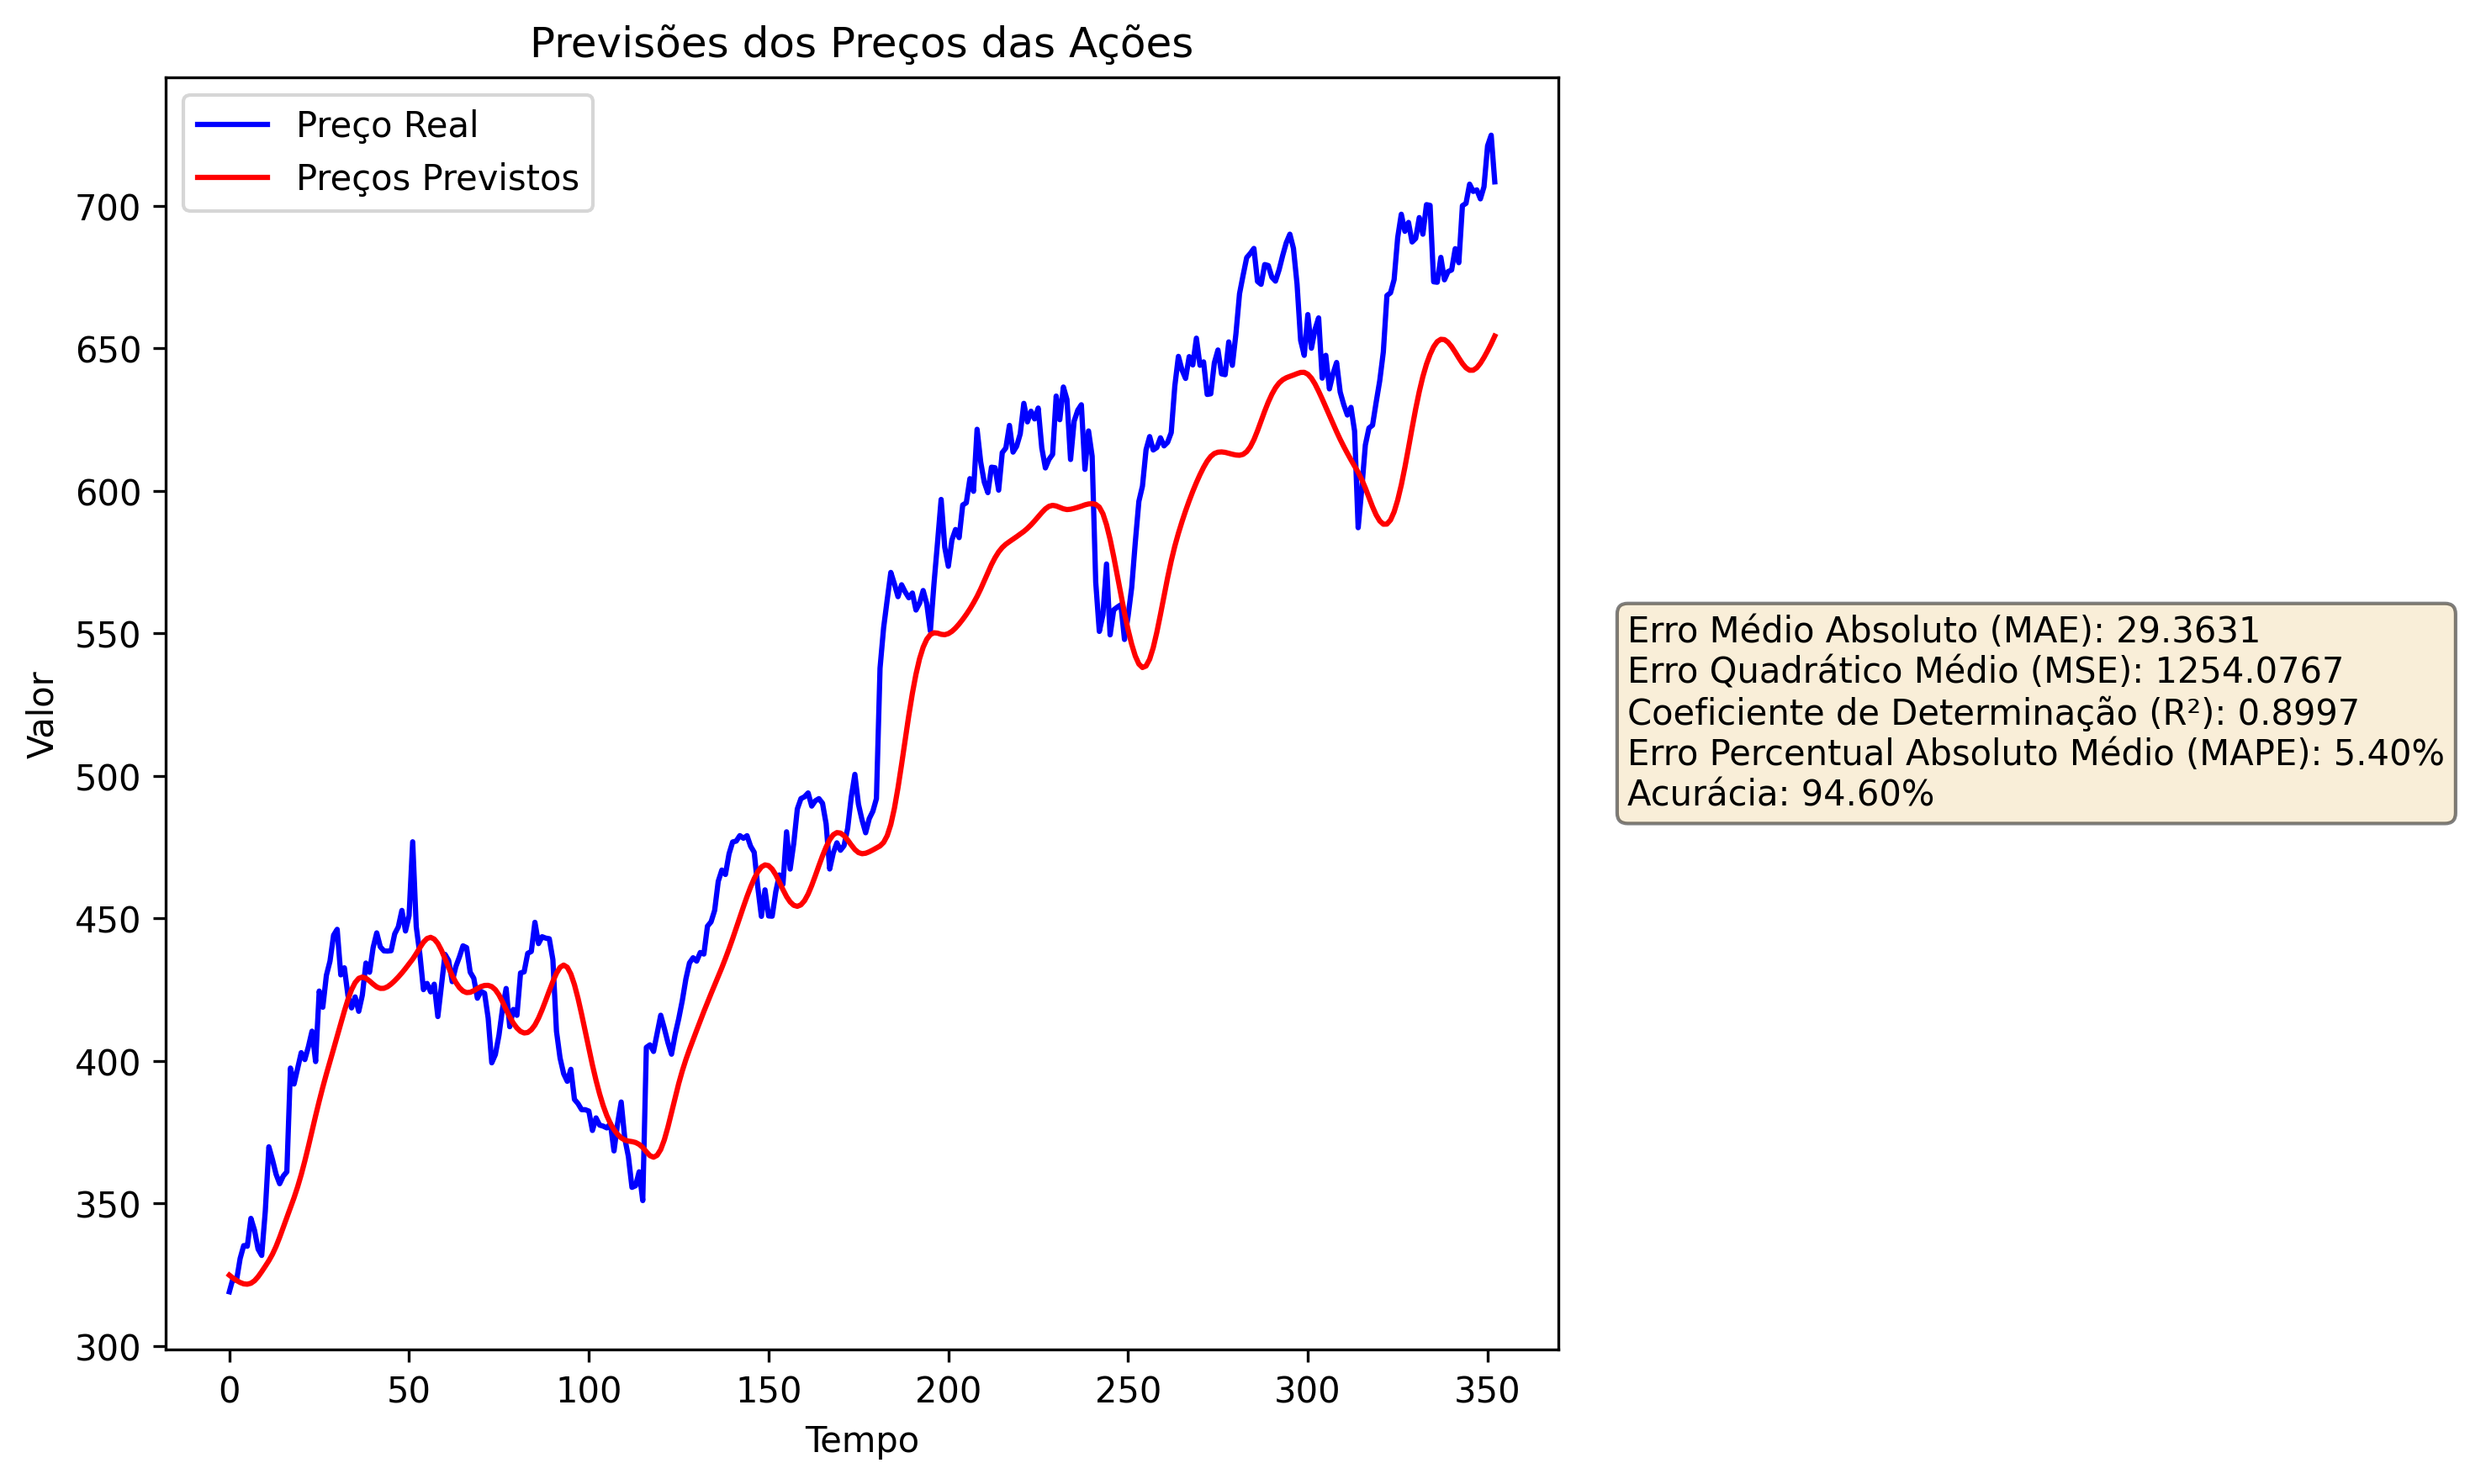 Previsões dos Preços das Ações
Preço Real
Preços Previstos
Valor
700
650
600
550
500
450
400
350
300
0 50 100 150 200 250 300 350
Tempo
Erro Médio Absoluto (MAE): 29.3631
Erro Quadrático Médio (MSE): 1254.0767
Coeficiente de Determinação (R²): 0.8997
Erro Percentual Absoluto Médio (MAPE): 5.40%
Acurácia: 94.60%